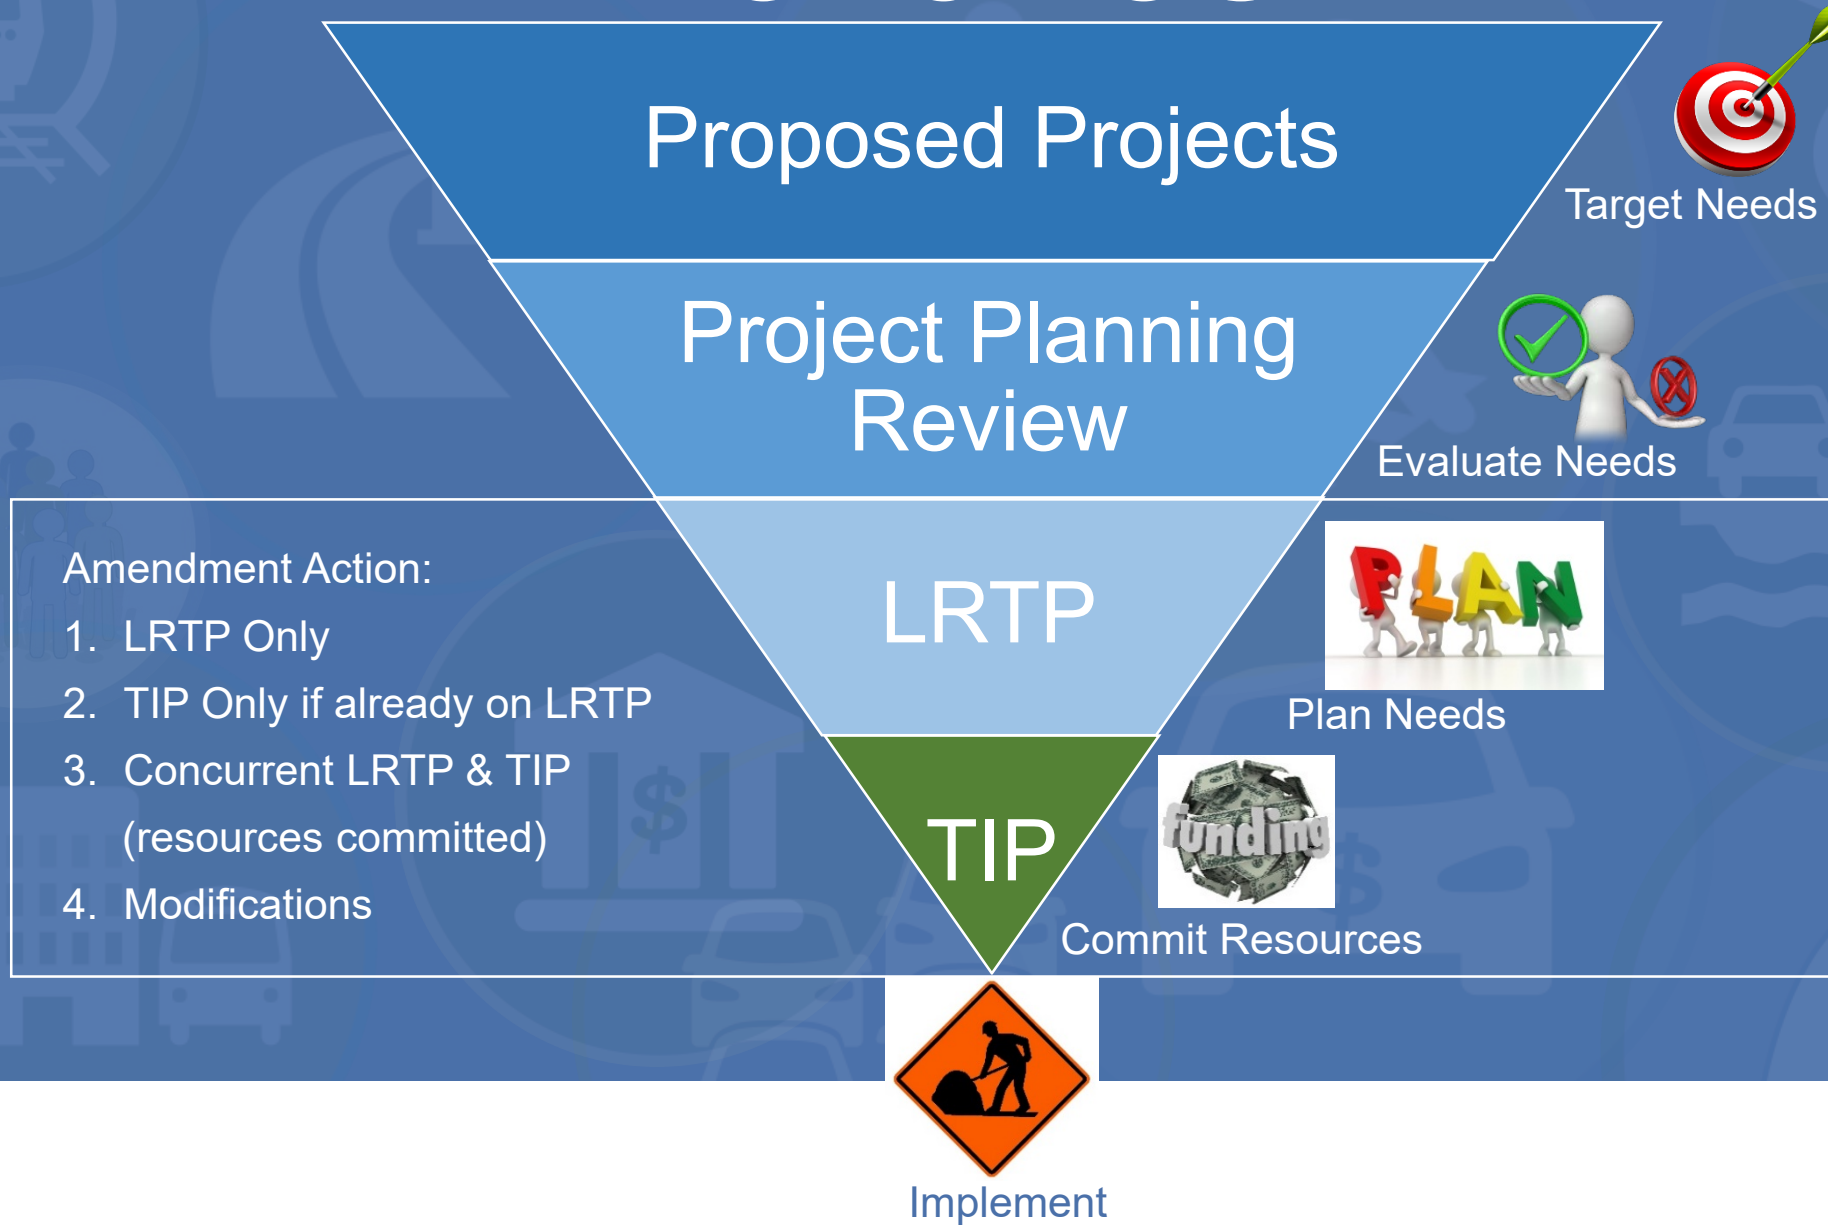 Proposed Projects
Target Needs
Project Planning
Review
Evaluate Needs
Amendment Action:
1. LRTP Only
2. TIP Only if already on LRTP
3. Concurrent LRTP & TIP
(resources committed)
4. Modifications
LRTP
PLAN
Plan Needs
TIP
funding
Commit Resources
Implement